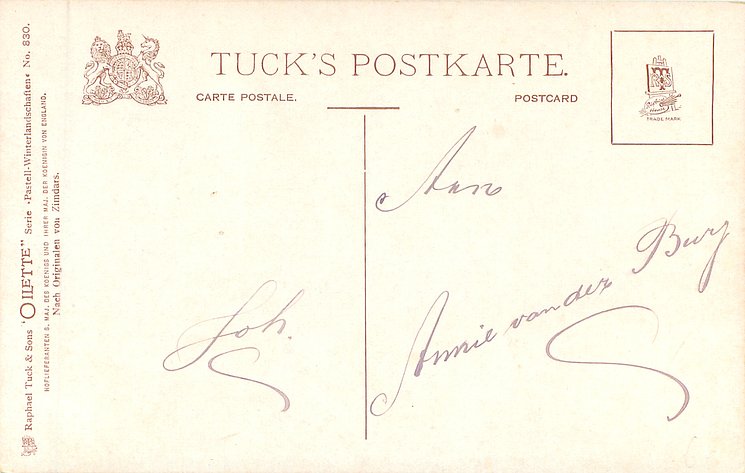 TUCK'S POSTKARTE.
CARTE POSTALE.
POSTCARD
TRADE MARK.
Aan
Annie van der Burg
Joh.
Raphael Tuck & Sons "OILETTE" Serie „Pastell-Winterlandschaften“ No. 830.
HOFLIEFERANTEN S. MAJ. DES KOENIGS UND IHRER MAJ. DER KOENIGIN VON ENGLAND.
Nach Originalen von Zimdars.